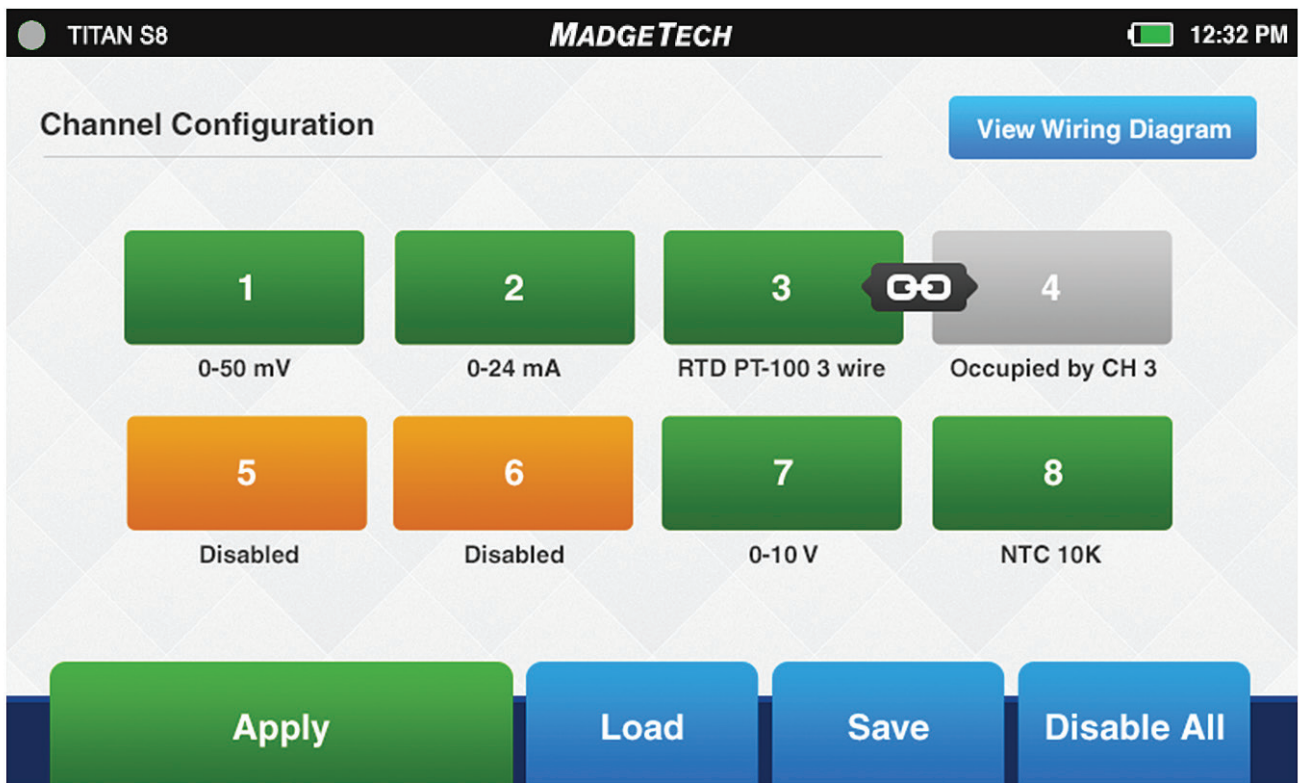 TITAN S8 MADGETECH 12:32 PM
Channel Configuration View Wiring Diagram
1 2 3 4
0-50 mV 0-24 mA RTD PT-100 3 wire Occupied by CH 3
5 6 7 8
Disabled Disabled 0-10 V NTC 10K
Apply Load Save Disable All